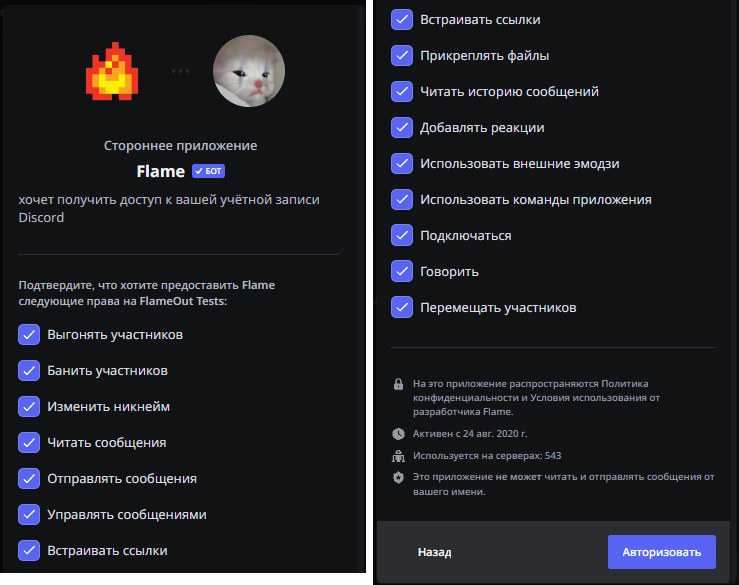 Стороннее приложение
Flame ✓ БОТ
хочет получить доступ к вашей учётной записи
Discord
Подтвердите, что хотите предоставить Flame
следующие права на FlameOut Tests:
Выгонять участников
Банить участников
Изменить никнейм
Читать сообщения
Отправлять сообщения
Управлять сообщениями
Встраивать ссылки
Встраивать ссылки
Прикреплять файлы
Читать историю сообщений
Добавлять реакции
Использовать внешние эмодзи
Использовать команды приложения
Подключаться
Говорить
Перемещать участников
На это приложение распространяются Политика
конфиденциальности и Условия использования от
разработчика Flame.
Активен с 24 авг. 2020 г.
Используется на серверах: 543
Это приложение не может читать и отправлять сообщения от
вашего имени.
Назад
Авторизовать